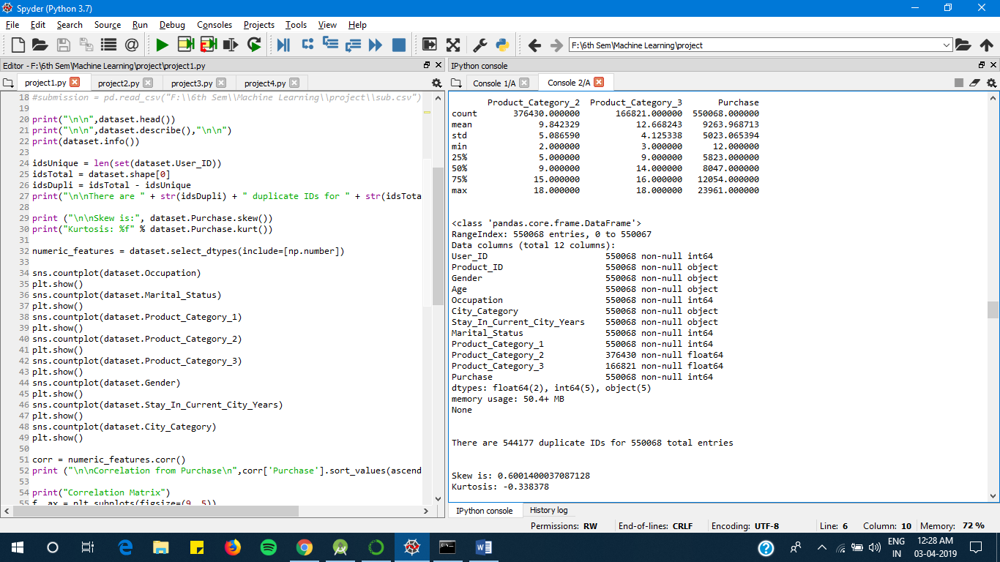 Spyder (Python 3.7)
File Edit Search Source Run Debug Consoles Projects Tools View Help
F:\6th Sem\Machine Learning\project
Editor - F:\6th Sem\Machine Learning\project\project1.py
project1.py project2.py project3.py project4.py
18 #submission = pd.read_csv("F:\\6th Sem\\Machine Learning\\project\\sub.csv")
19
20 print("\n\n",dataset.head())
21 print("\n\n",dataset.describe(),"\n\n")
22 print(dataset.info())
23
24 idsUnique = len(set(dataset.User_ID))
25 idsTotal = dataset.shape[0]
26 idsDupli = idsTotal - idsUnique
27 print("\n\nThere are " + str(idsDupli) + " duplicate IDs for " + str(idsTota
28
29 print ("\n\nSkew is:", dataset.Purchase.skew())
30 print("Kurtosis: %f" % dataset.Purchase.kurt())
31
32 numeric_features = dataset.select_dtypes(include=[np.number])
33
34 sns.countplot(dataset.Occupation)
35 plt.show()
36 sns.countplot(dataset.Marital_Status)
37 plt.show()
38 sns.countplot(dataset.Product_Category_1)
39 plt.show()
40 sns.countplot(dataset.Product_Category_2)
41 plt.show()
42 sns.countplot(dataset.Product_Category_3)
43 plt.show()
44 sns.countplot(dataset.Gender)
45 plt.show()
46 sns.countplot(dataset.Stay_In_Current_City_Years)
47 plt.show()
48 sns.countplot(dataset.City_Category)
49 plt.show()
50
51 corr = numeric_features.corr()
52 print ("\n\nCorrelation from Purchase\n",corr['Purchase'].sort_values(ascend
53
54 print("Correlation Matrix")
55 f, ax = plt.subplots(figsize=(9, 5))
IPython console
Console 1/A Console 2/A
Product_Category_2 Product_Category_3 Purchase
count 376430.000000 166821.000000 550068.000000
mean 9.842329 12.668243 9263.968713
std 5.086590 4.125338 5023.065394
min 2.000000 3.000000 12.000000
25% 5.000000 9.000000 5823.000000
50% 9.000000 14.000000 8047.000000
75% 15.000000 16.000000 12054.000000
max 18.000000 18.000000 23961.000000
<class 'pandas.core.frame.DataFrame'>
RangeIndex: 550068 entries, 0 to 550067
Data columns (total 12 columns):
User_ID 550068 non-null int64
Product_ID 550068 non-null object
Gender 550068 non-null object
Age 550068 non-null object
Occupation 550068 non-null int64
City_Category 550068 non-null object
Stay_In_Current_City_Years 550068 non-null object
Marital_Status 550068 non-null int64
Product_Category_1 550068 non-null int64
Product_Category_2 376430 non-null float64
Product_Category_3 166821 non-null float64
Purchase 550068 non-null int64
dtypes: float64(2), int64(5), object(5)
memory usage: 50.4+ MB
None
There are 544177 duplicate IDs for 550068 total entries
Skew is: 0.6001400037087128
Kurtosis: -0.338378
IPython console History log
Permissions: RW End-of-lines: CRLF Encoding: UTF-8 Line: 6 Column: 10 Memory: 72 %
ENG
IN
12:28 AM
03-04-2019